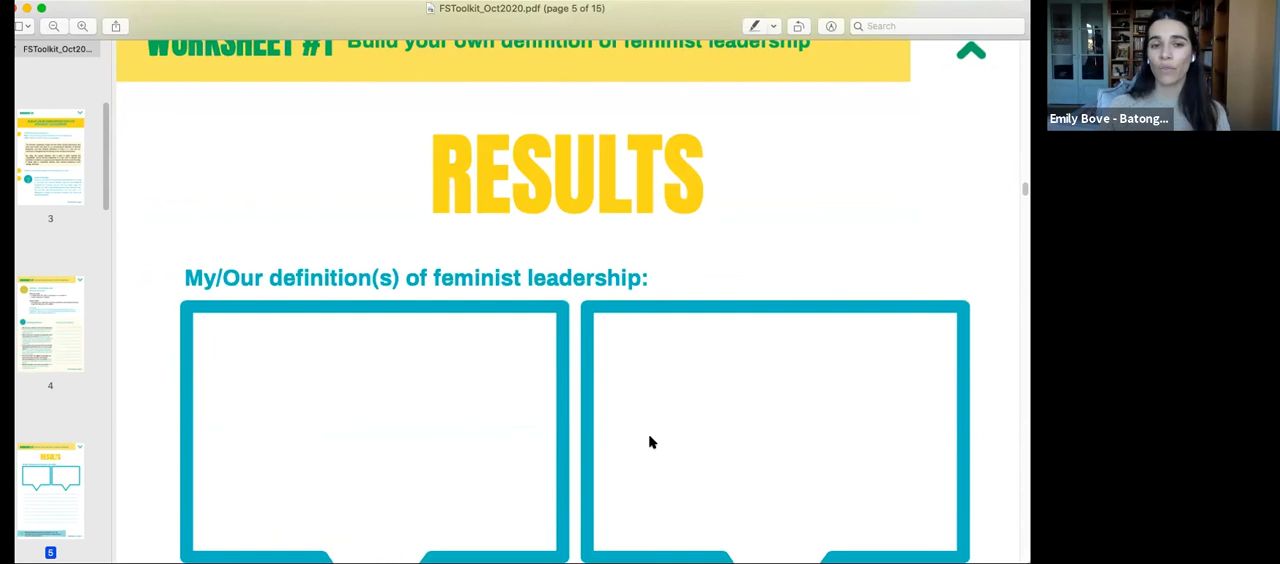 FSToolkit_Oct2020.pdf (page 5 of 15)
Search
FSToolkit_Oct20...
WORKSHEET #1 Build your own definition of feminist leadership
RESULTS
My/Our definition(s) of feminist leadership:
3
4
RESULTS
5
Emily Bove - Batong...